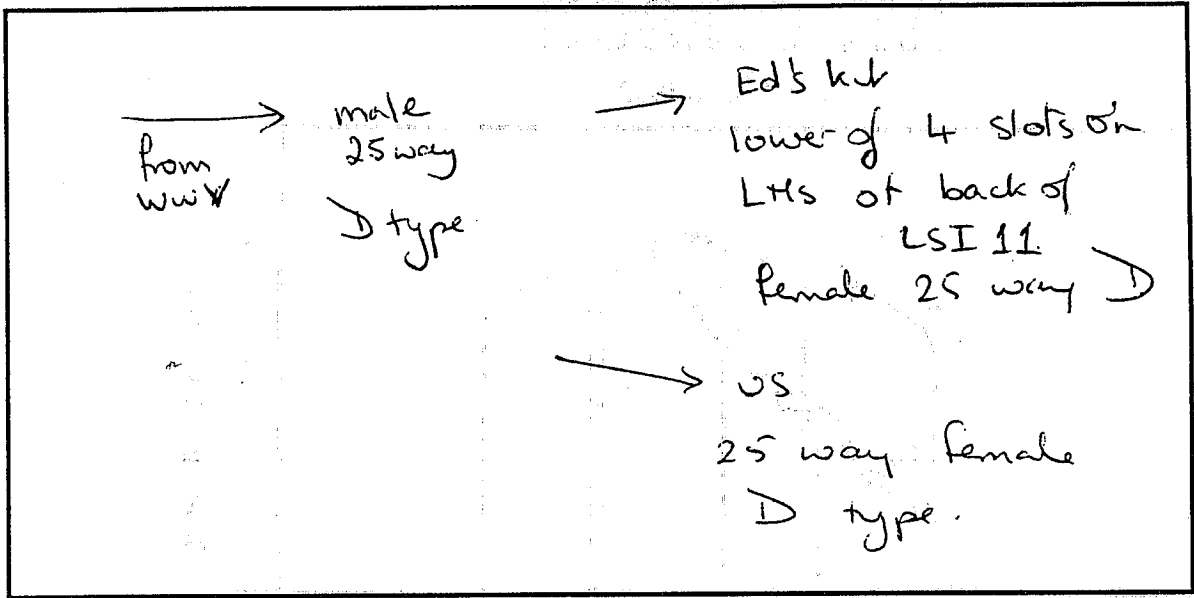 from
WWV
male
25 way
D type
Ed's kit
lower of 4 slots on
LHS of back of
LSI 11.
female 25 way D
US
25 way female
D type.